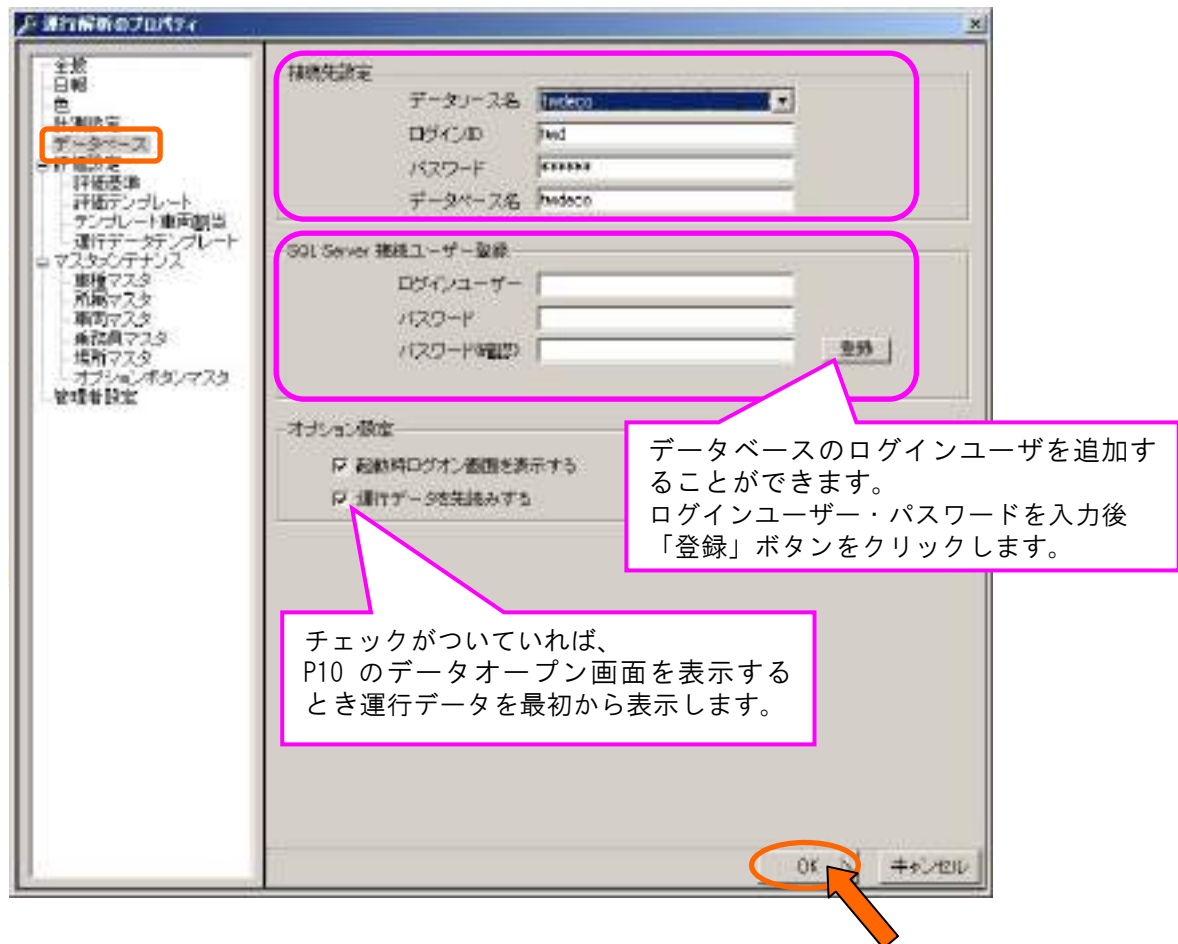 運行解析のプロパティ
全般
日報
色
計測設定
データベース
評価設定
評価基準
評価テンプレート
テンプレート車両割当
運行データテンプレート
マスタメンテナンス
車種マスタ
所属マスタ
車両マスタ
乗務員マスタ
場所マスタ
オプションボタンマスタ
管理者設定
接続先設定
データソース名 twdeco
ログインID twd
パスワード ******
データベース名 twdeco
SQL Server 接続ユーザー登録
ログインユーザー
パスワード
パスワード(確認)
登録
オプション設定
起動時ログオン画面を表示する
運行データを先読みする
データベースのログインユーザを追加す
ることができます。
ログインユーザー・パスワードを入力後
「登録」ボタンをクリックします。
チェックがついていれば、
P10 のデータオープン画面を表示する
とき運行データを最初から表示します。
OK
キャンセル